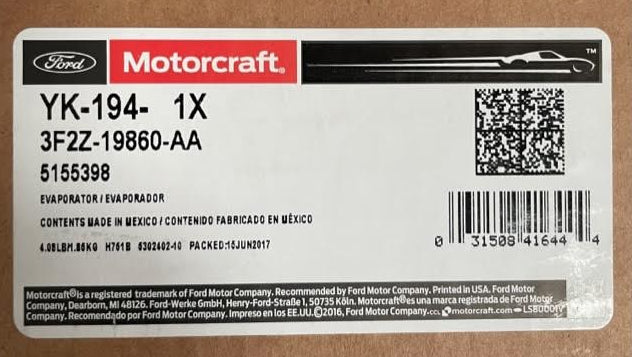 Ford Motorcraft® ™
YK-194- 1X
3F2Z-19860-AA
5155398
EVAPORATOR / EVAPORADOR
CONTENTS MADE IN MEXICO / CONTENIDO FABRICADO EN MÉXICO
4.08LBM.86KG H761B 6302402-10 PACKED:15JUN2017
0 31508 41644 4
Motorcraft® is a registered trademark of Ford Motor Company. Recommended by Ford Motor Company. Printed in USA. Ford Motor
Company, Dearborn, MI 48126. Ford-Werke GmbH, Henry-Ford-Straße 1, 50735 Köln. Motorcraft® es una marca registrada de Ford Motor
Company. Recomendado por Ford Motor Company. Impreso en los EE.UU.©2016, Ford Motor Company. CCL motorcraft.com